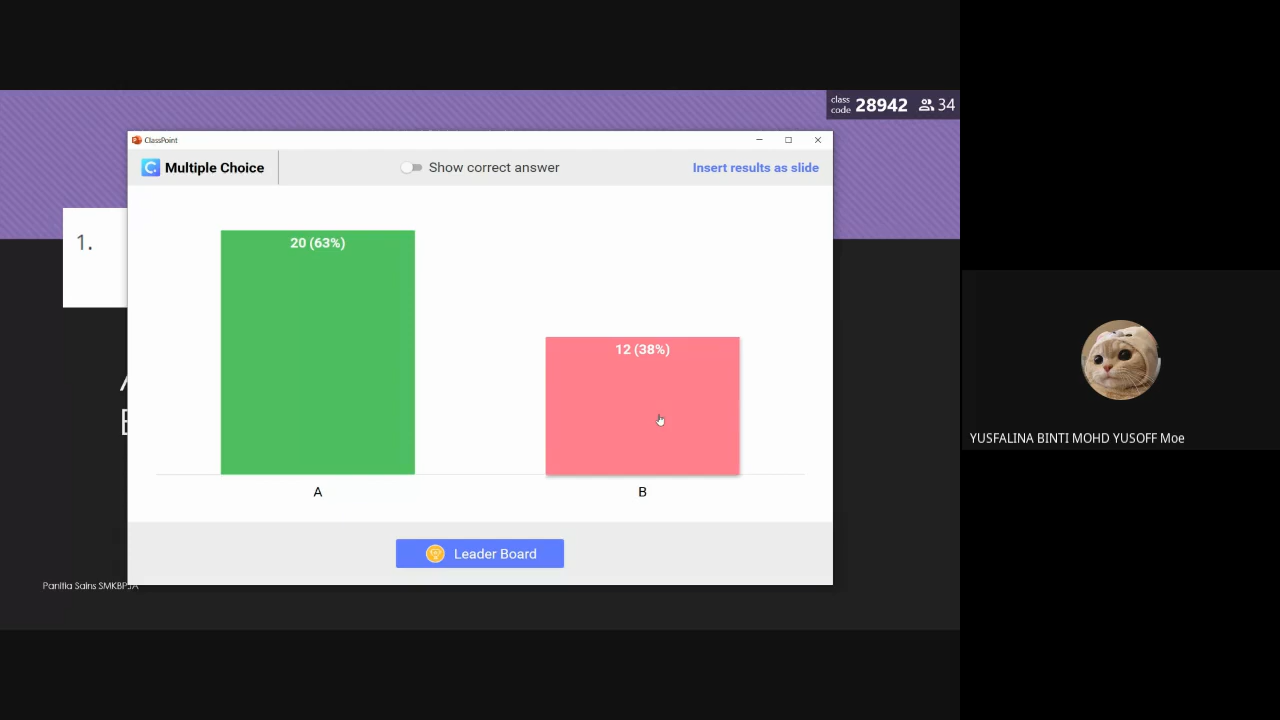 class code 28942 34
ClassPoint
Multiple Choice
Show correct answer
Insert results as slide
1.
20 (63%)
12 (38%)
A
B
Leader Board
Panitia Sains SMKBPJA
YUSFALINA BINTI MOHD YUSOFF Moe